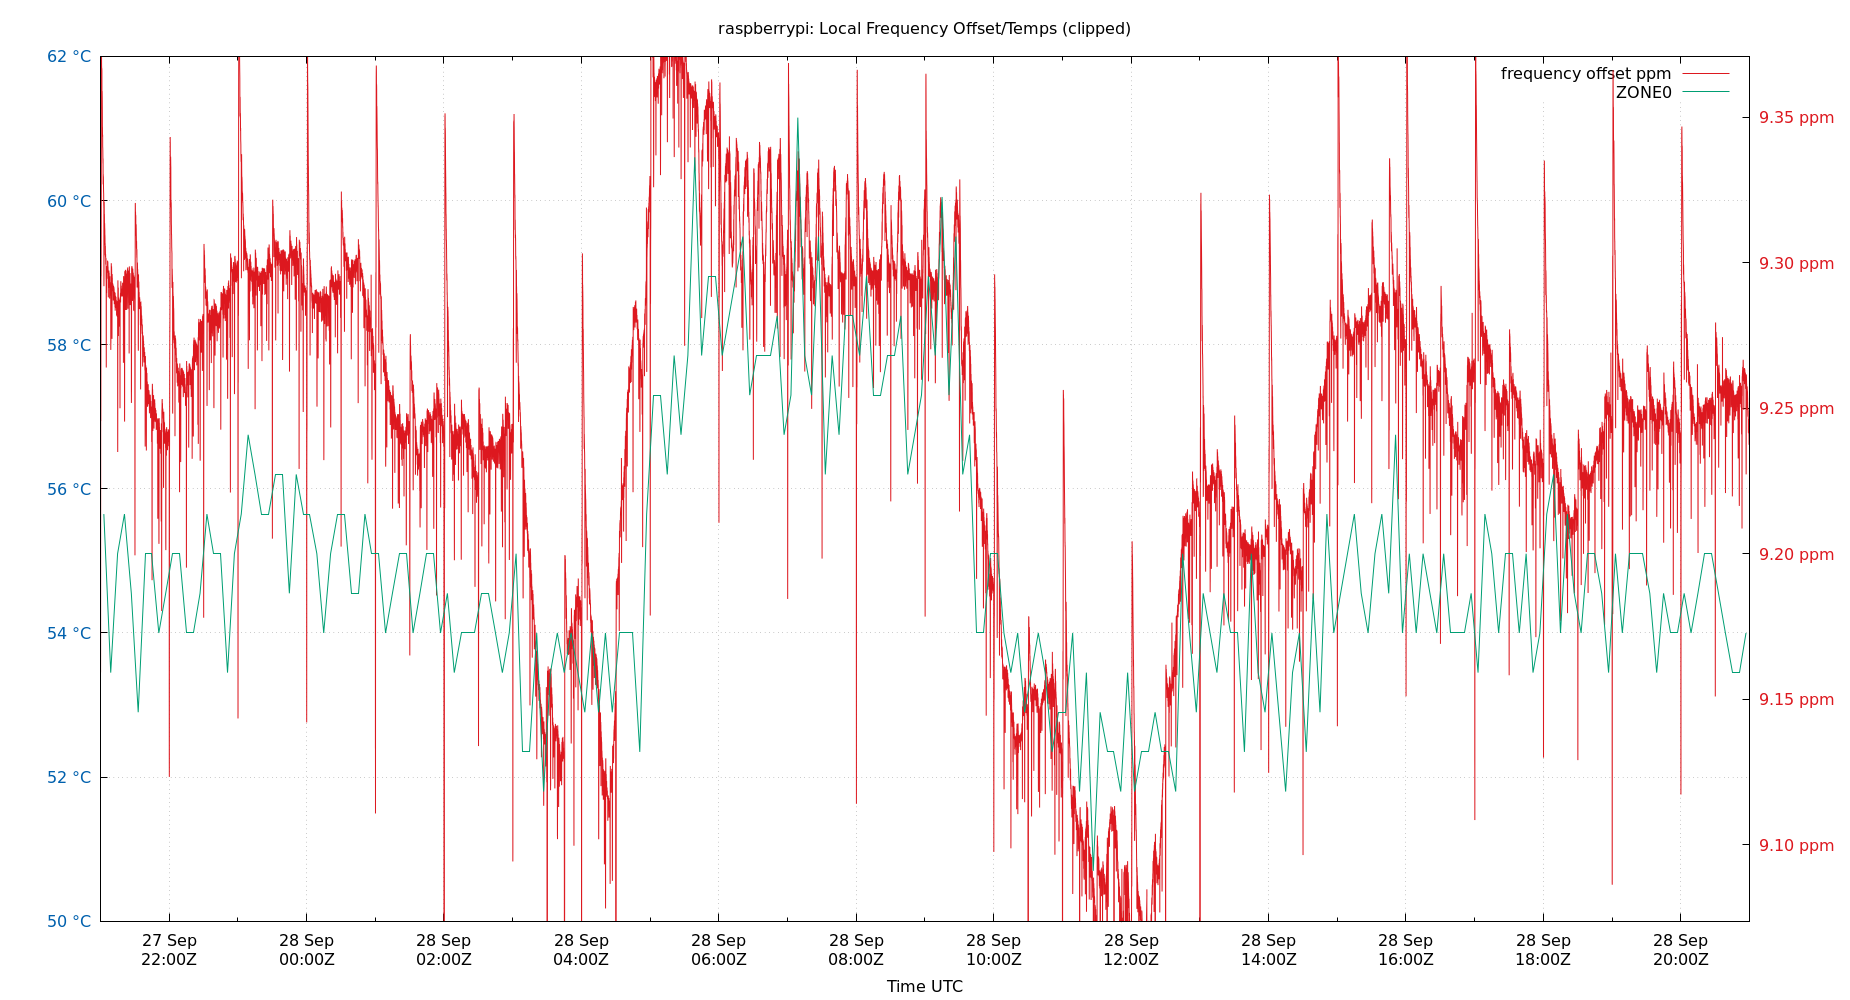 raspberrypi: Local Frequency Offset/Temps (clipped)
62 °C
60 °C
58 °C
56 °C
54 °C
52 °C
50 °C
frequency offset ppm
ZONE0
9.35 ppm
9.30 ppm
9.25 ppm
9.20 ppm
9.15 ppm
9.10 ppm
27 Sep
22:00Z
28 Sep
00:00Z
28 Sep
02:00Z
28 Sep
04:00Z
28 Sep
06:00Z
28 Sep
08:00Z
28 Sep
10:00Z
28 Sep
12:00Z
28 Sep
14:00Z
28 Sep
16:00Z
28 Sep
18:00Z
28 Sep
20:00Z
Time UTC